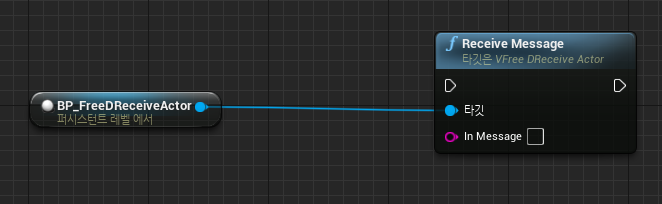 Receive Message
타깃은 VFree DReceive Actor
BP_FreeDReceiveActor
퍼시스턴트 레벨 에서
타깃
In Message